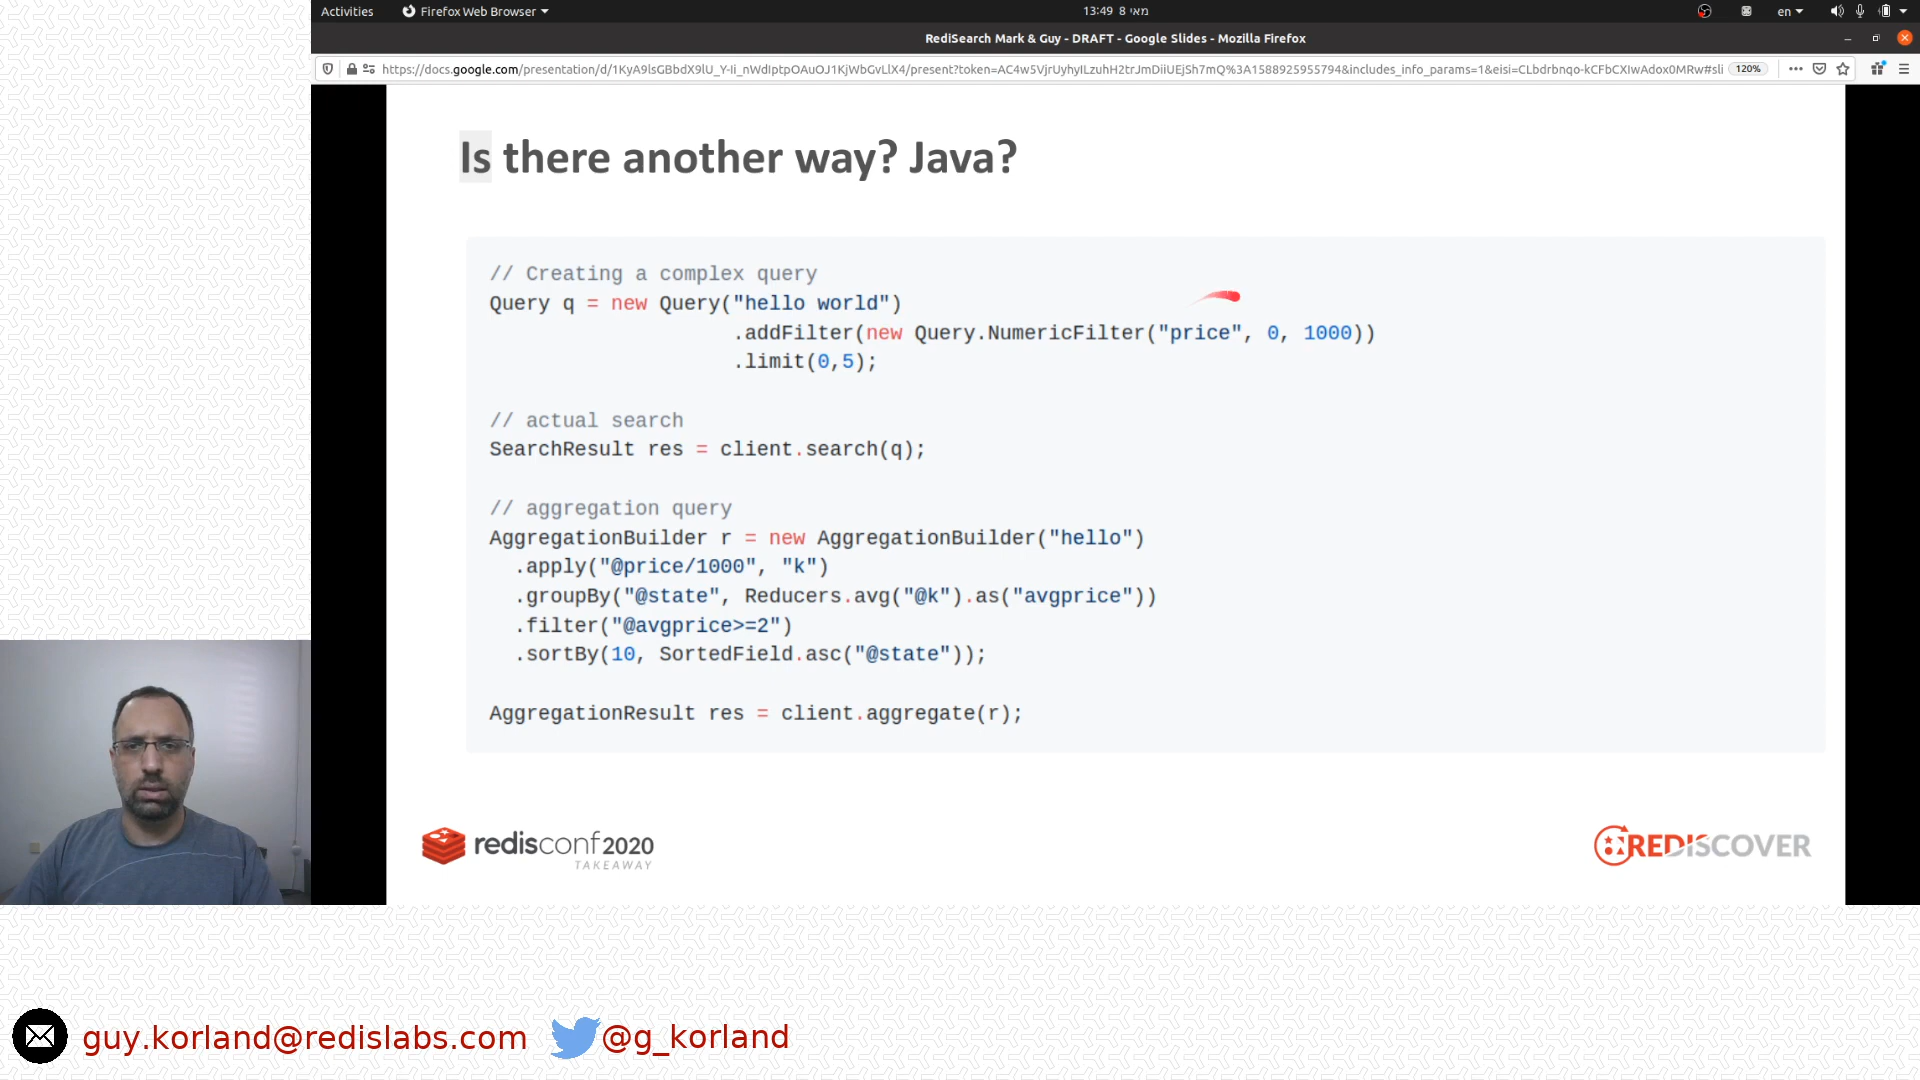 Activities
Firefox Web Browser
13:49 8 מאי
en
RediSearch Mark & Guy - DRAFT - Google Slides - Mozilla Firefox
120%
Is there another way? Java?
// Creating a complex query
Query q = new Query("hello world")
.addFilter(new Query.NumericFilter("price", 0, 1000))
.limit(0,5);
// actual search
SearchResult res = client.search(q);
// aggregation query
AggregationBuilder r = new AggregationBuilder("hello")
.apply("@price/1000", "k")
.groupBy("@state", Reducers.avg("@k").as("avgprice"))
.filter("@avgprice>=2")
.sortBy(10, SortedField.asc("@state"));
AggregationResult res = client.aggregate(r);
redisconf 2020
TAKEAWAY
REDISCOVER
guy.korland@redislabs.com
@g_korland